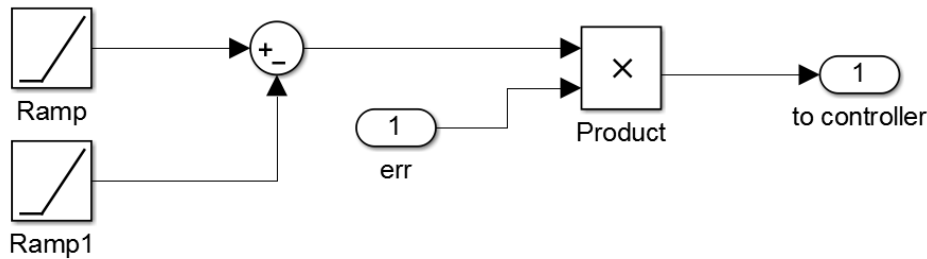 Ramp
+
−
×
Product
1
to controller
1
err
Ramp1